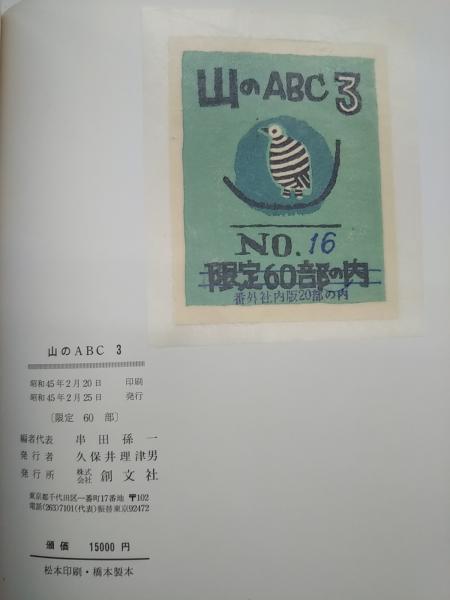 山のABC 3
NO. 16
限定60部の内
番外社内版20部の内
山のABC 3
昭和45年2月20日 印刷
昭和45年2月25日 発行
〔限定 60 部〕
編者代表 串田孫一
発行者 久保井理津男
発行所 株式会社 創文社
東京都千代田区一番町17番地 〒102
電話(263)7101(代表)振替東京92472
頒価 15000円
松本印刷・橋本製本